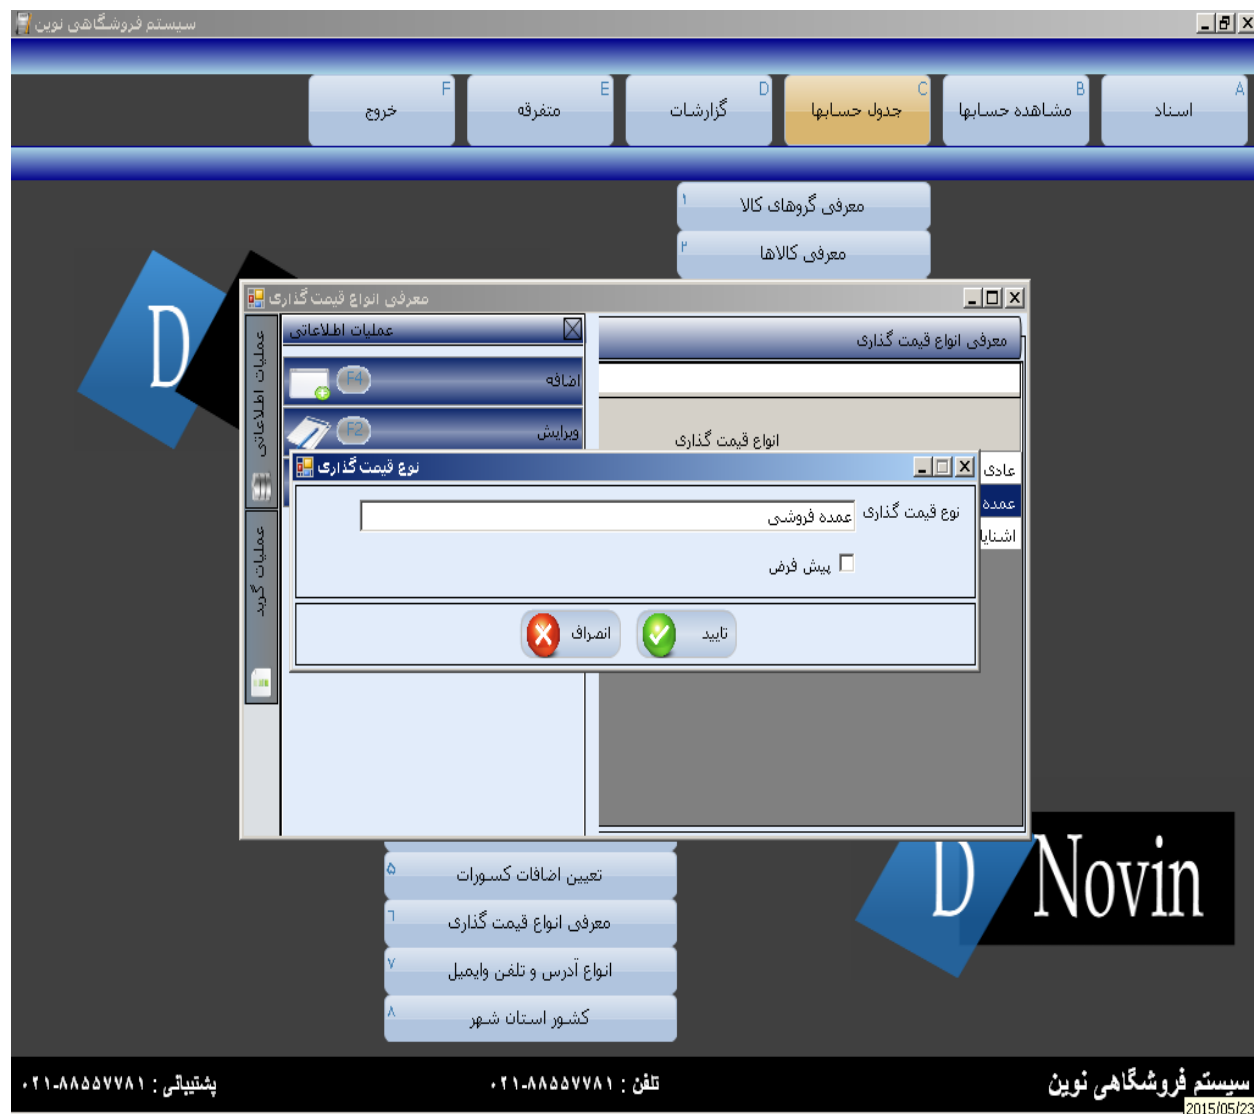 سیستم فروشگاهی نوین
A
اسناد
B
مشاهده حسابها
C
جدول حسابها
D
گزارشات
E
متفرقه
F
خروج
معرفی گروهای کالا ۱
معرفی کالاها ۲
معرفی انواع قیمت گذاری
معرفی انواع قیمت گذاری
انواع قیمت گذاری
عادی
عمده
عملیات اطلاعاتی
اضافه F4
ویرایش F2
عملیات اطلاعاتی
عملیات گرید
نوع قیمت گذاری
نوع قیمت گذاری عمده فروشی
پیش فرض
تایید
انصراف
تعیین اضافات کسورات ۵
معرفی انواع قیمت گذاری ۶
انواع آدرس و تلفن وایمیل ۷
کشور استان شهر ۸
D
D Novin
سیستم فروشگاهی نوین
تلفن : ۰۲۱-۸۸۵۵۷۷۸۱
پشتیبانی : ۰۲۱-۸۸۵۵۷۷۸۱
2015/05/23